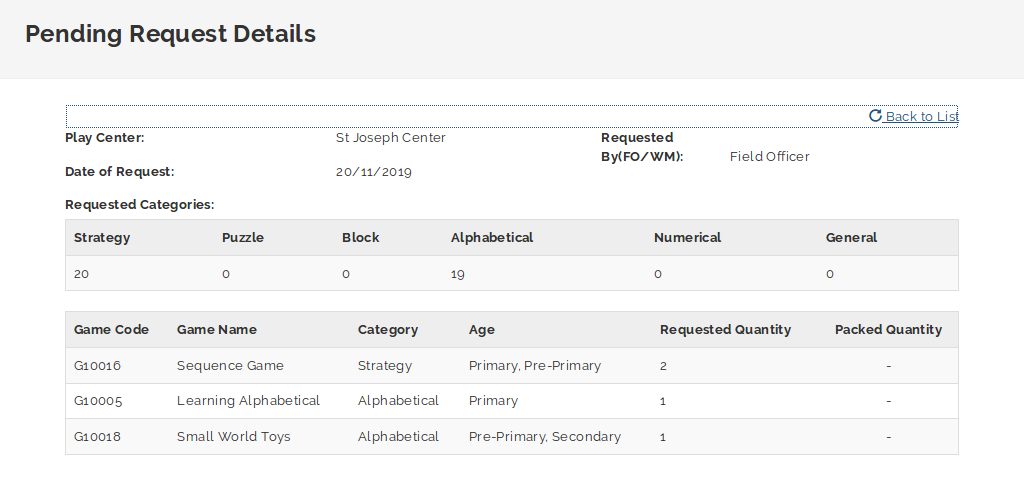 Pending Request Details
Back to List
Play Center: St Joseph Center Requested
By(FO/WM): Field Officer
Date of Request: 20/11/2019
Requested Categories:
Strategy Puzzle Block Alphabetical Numerical General
20 0 0 19 0 0
Game Code Game Name Category Age Requested Quantity Packed Quantity
G10016 Sequence Game Strategy Primary, Pre-Primary 2 -
G10005 Learning Alphabetical Alphabetical Primary 1 -
G10018 Small World Toys Alphabetical Pre-Primary, Secondary 1 -